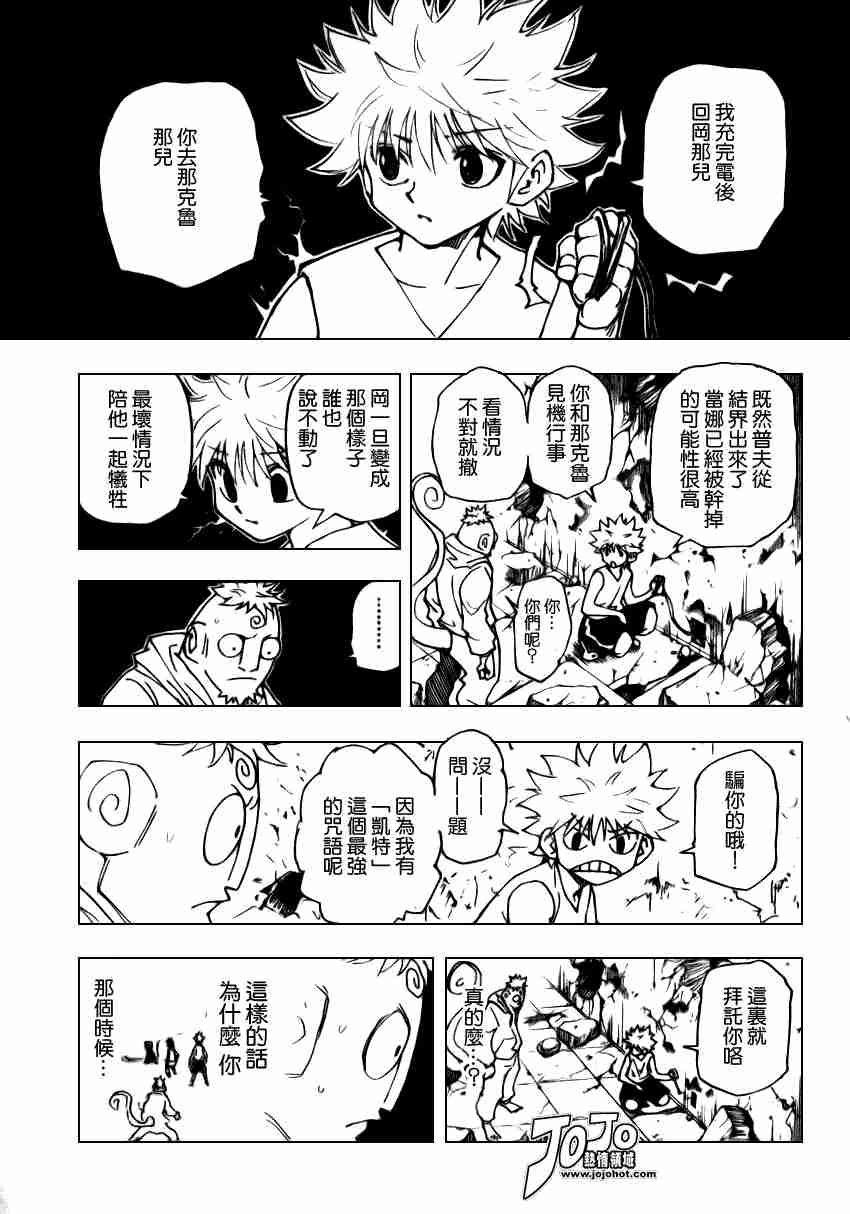 我充完電後
回岡那兒
你去那克魯
那兒
既然普夫從
結界出來了
當娜已經被幹掉
的可能性很高
你和那克魯
見機行事
看情況
不對就撤
你…
你們呢？
岡一旦變成
那個樣子
誰也
說不動了
最壞情況下
陪他一起犧牲
………
騙你的哦！
沒——
問——題
因為我有
「凱特」
這個最強
的咒語呢
這裏就
拜託你咯
真的麼…？
這樣的話
為什麼 你
那個時候…
JOJO
熱情領域
www.jojohot.com